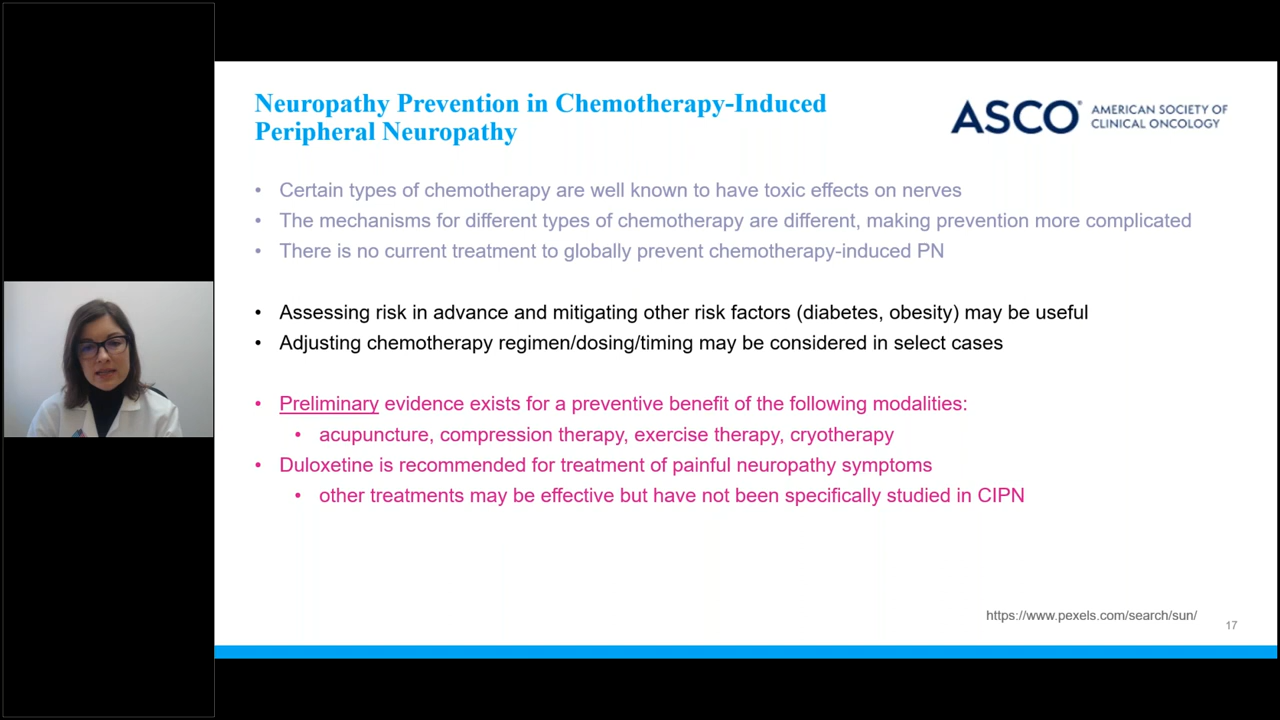 Neuropathy Prevention in Chemotherapy-Induced
Peripheral Neuropathy
ASCO® AMERICAN SOCIETY OF
CLINICAL ONCOLOGY
• Certain types of chemotherapy are well known to have toxic effects on nerves
• The mechanisms for different types of chemotherapy are different, making prevention more complicated
• There is no current treatment to globally prevent chemotherapy-induced PN
• Assessing risk in advance and mitigating other risk factors (diabetes, obesity) may be useful
• Adjusting chemotherapy regimen/dosing/timing may be considered in select cases
• Preliminary evidence exists for a preventive benefit of the following modalities:
• acupuncture, compression therapy, exercise therapy, cryotherapy
• Duloxetine is recommended for treatment of painful neuropathy symptoms
• other treatments may be effective but have not been specifically studied in CIPN
https://www.pexels.com/search/sun/
17